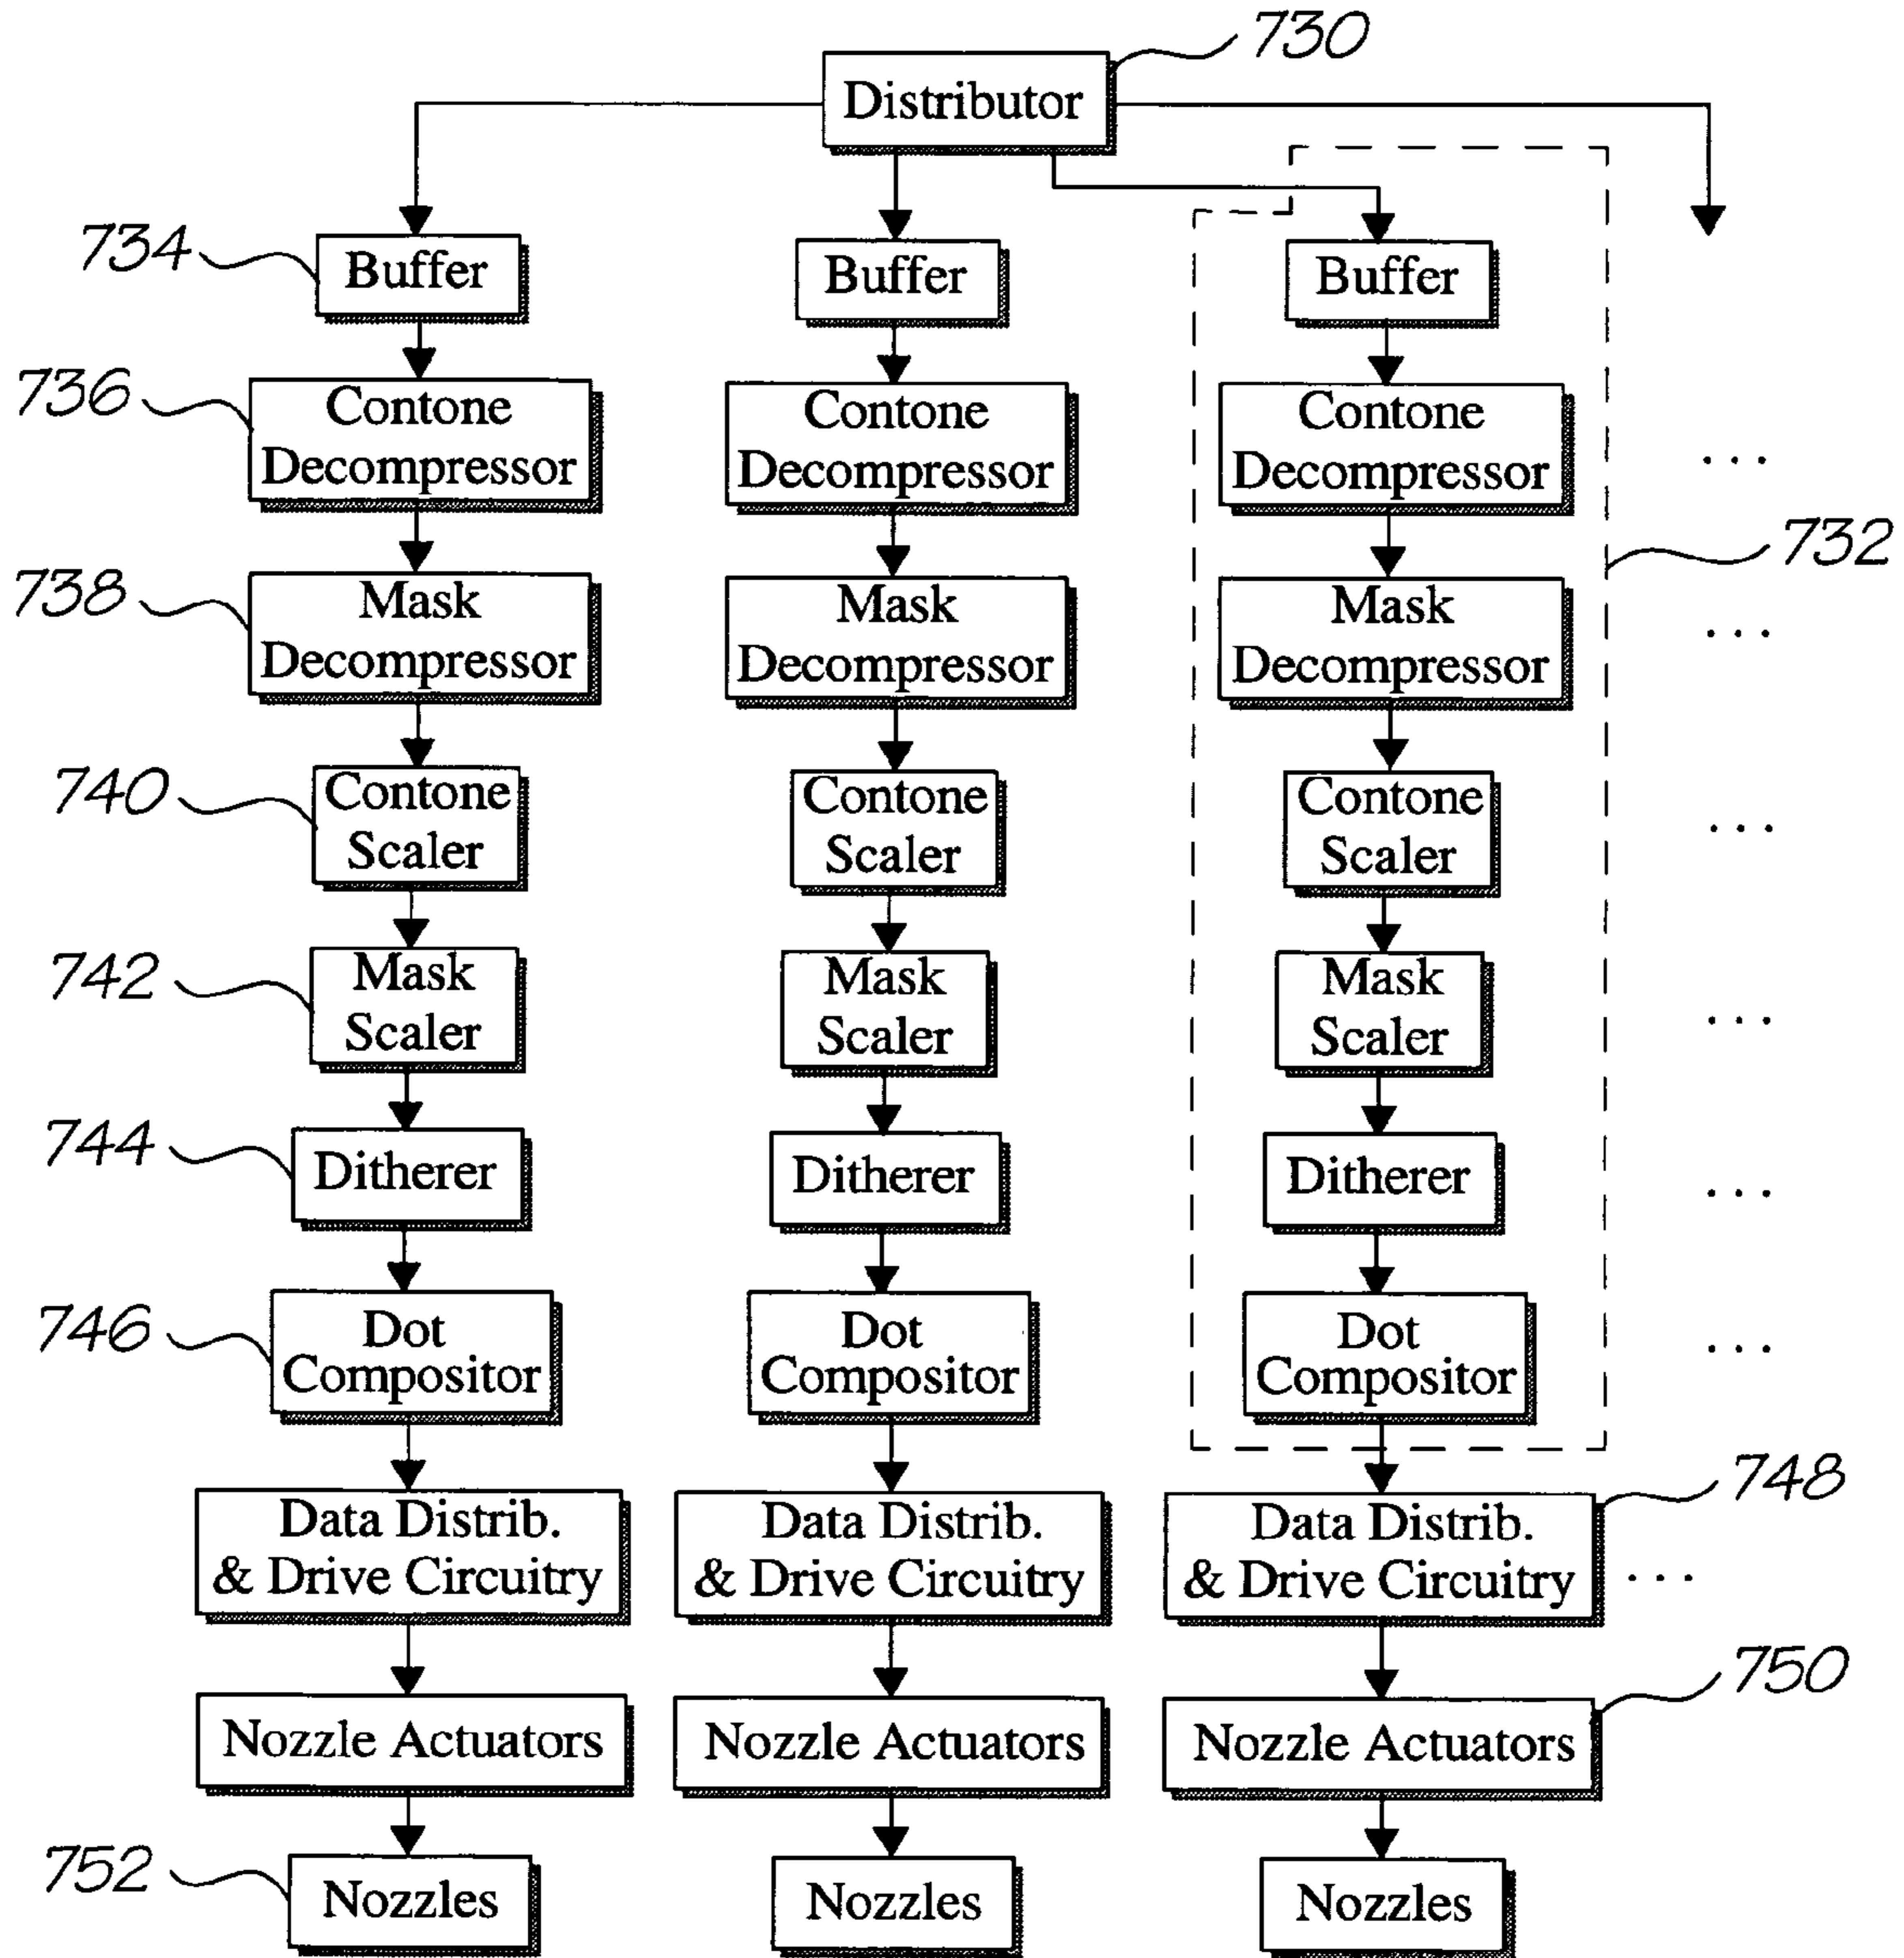 730
Distributor
734
Buffer
Buffer
Buffer
736
Contone
Decompressor
Contone
Decompressor
Contone
Decompressor
...
732
738
Mask
Decompressor
Mask
Decompressor
Mask
Decompressor
...
740
Contone
Scaler
Contone
Scaler
Contone
Scaler
...
742
Mask
Scaler
Mask
Scaler
Mask
Scaler
...
744
Ditherer
Ditherer
Ditherer
...
746
Dot
Compositor
Dot
Compositor
Dot
Compositor
...
748
Data Distrib.
& Drive Circuitry
Data Distrib.
& Drive Circuitry
Data Distrib.
& Drive Circuitry
...
750
Nozzle Actuators
Nozzle Actuators
Nozzle Actuators
752
Nozzles
Nozzles
Nozzles